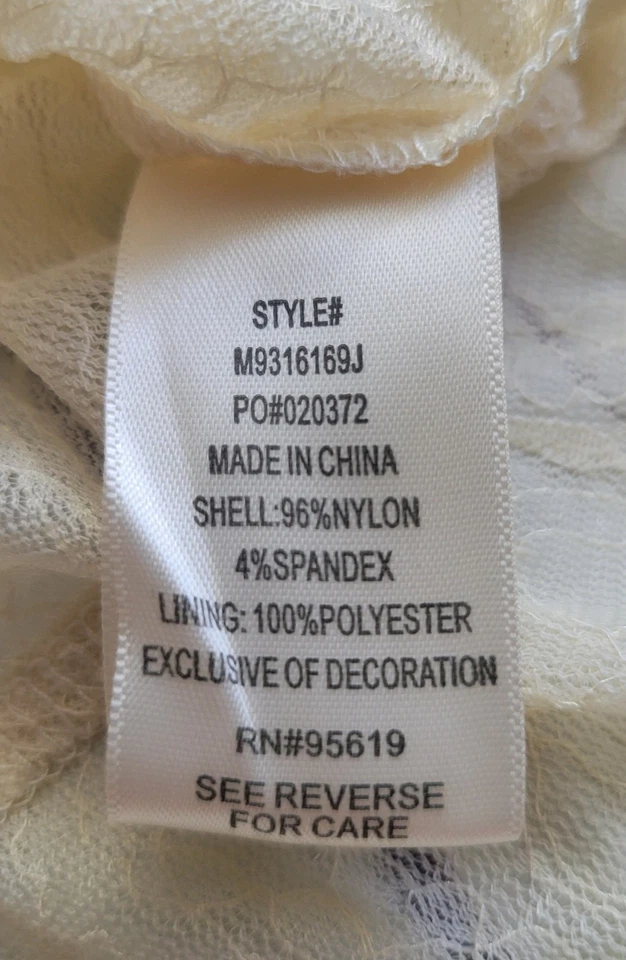 STYLE#
M9316169J
PO#020372
MADE IN CHINA
SHELL:96%NYLON
4%SPANDEX
LINING: 100%POLYESTER
EXCLUSIVE OF DECORATION
RN#95619
SEE REVERSE
FOR CARE